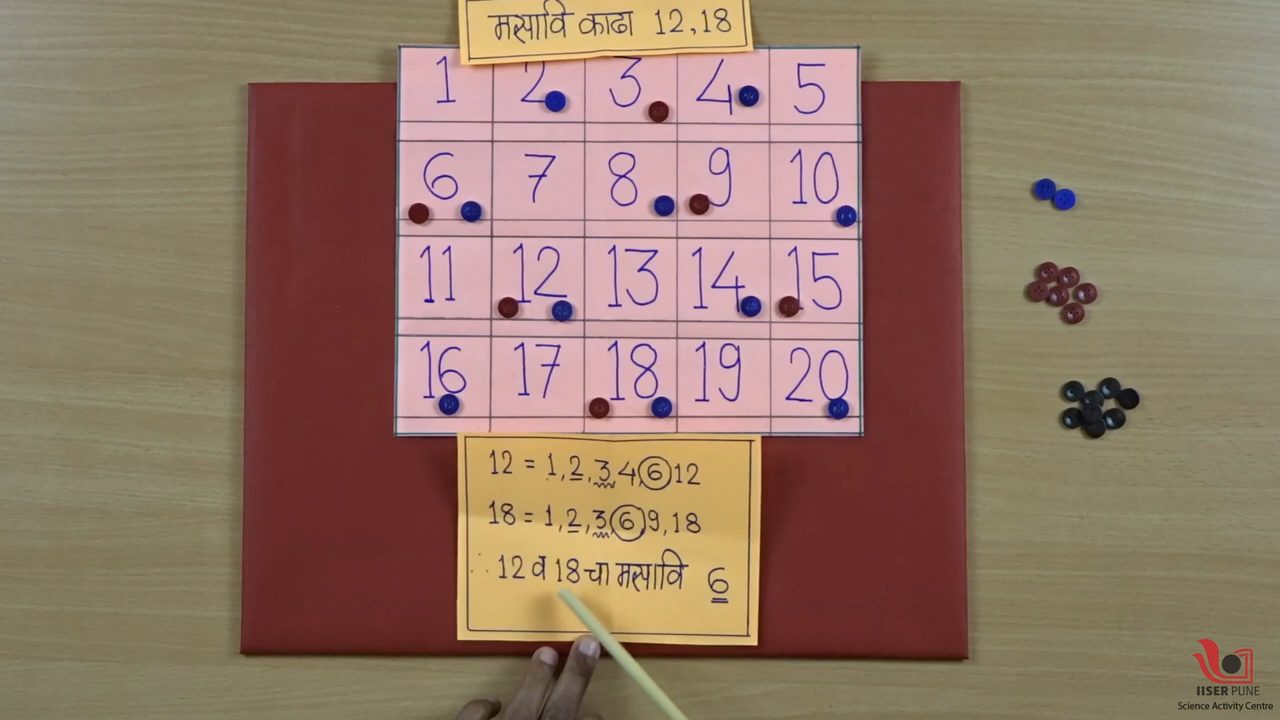 मसावि काढा 12,18
1 2 3 4 5
6 7 8 9 10
11 12 13 14 15
16 17 18 19 20
12 = 1,2,3,4,6 12
18 = 1,2,3,6,9,18
∴ 12 व 18 चा मसावि 6
IISER PUNE
Science Activity Centre